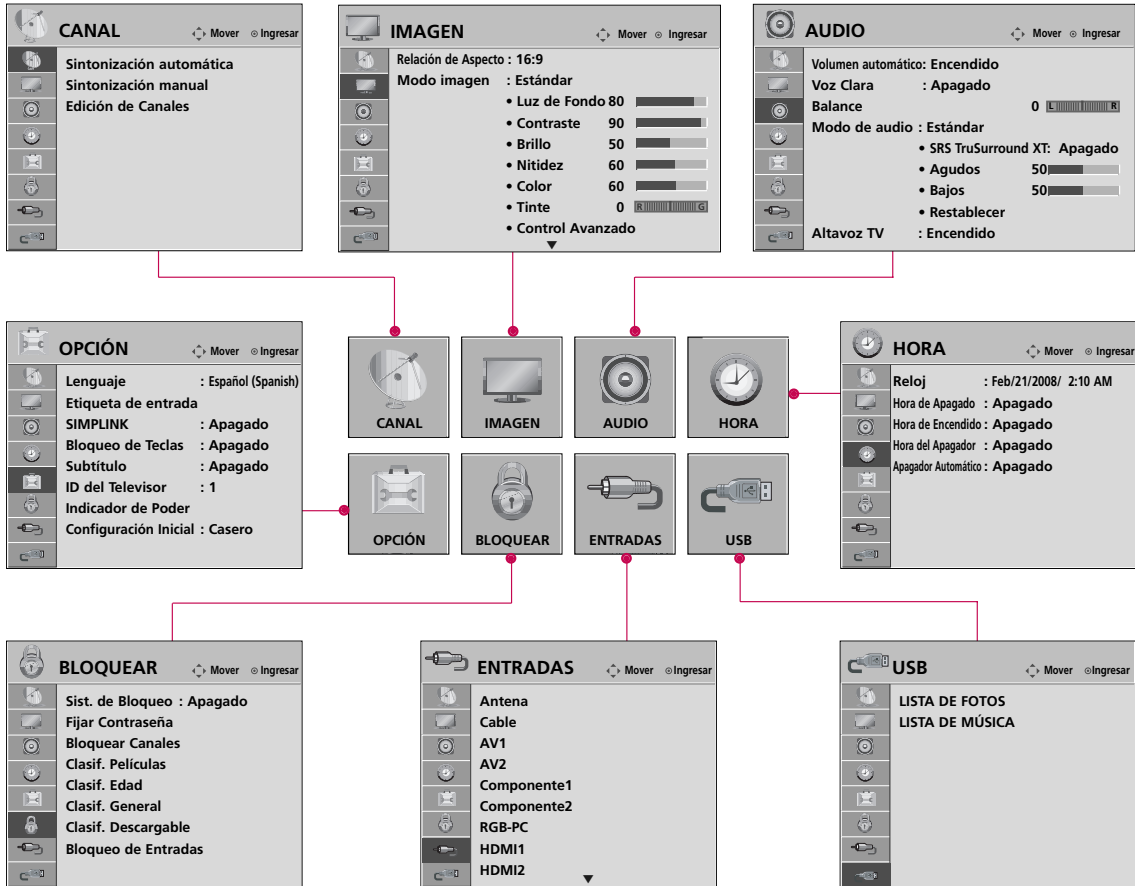 CANAL
Mover Ingresar
Sintonización automática
Sintonización manual
Edición de Canales
IMAGEN
Mover Ingresar
Relación de Aspecto : 16:9
Modo imagen : Estándar
• Luz de Fondo 80
• Contraste 90
• Brillo 50
• Nitidez 60
• Color 60
• Tinte 0 R G
• Control Avanzado
AUDIO
Mover Ingresar
Volumen automático: Encendido
Voz Clara : Apagado
Balance 0 L R
Modo de audio : Estándar
• SRS TruSurround XT: Apagado
• Agudos 50
• Bajos 50
• Restablecer
Altavoz TV : Encendido
OPCIÓN
Mover Ingresar
Lenguaje : Español (Spanish)
Etiqueta de entrada
SIMPLINK : Apagado
Bloqueo de Teclas : Apagado
Subtítulo : Apagado
ID del Televisor : 1
Indicador de Poder
Configuración Inicial : Casero
CANAL
IMAGEN
AUDIO
HORA
OPCIÓN
BLOQUEAR
ENTRADAS
USB
HORA
Mover Ingresar
Reloj : Feb/21/2008/ 2:10 AM
Hora de Apagado : Apagado
Hora de Encendido : Apagado
Hora del Apagador : Apagado
Apagador Automático : Apagado
BLOQUEAR
Mover Ingresar
Sist. de Bloqueo : Apagado
Fijar Contraseña
Bloquear Canales
Clasif. Películas
Clasif. Edad
Clasif. General
Clasif. Descargable
Bloqueo de Entradas
ENTRADAS
Mover Ingresar
Antena
Cable
AV1
AV2
Componente1
Componente2
RGB-PC
HDMI1
HDMI2
USB
Mover Ingresar
LISTA DE FOTOS
LISTA DE MÚSICA